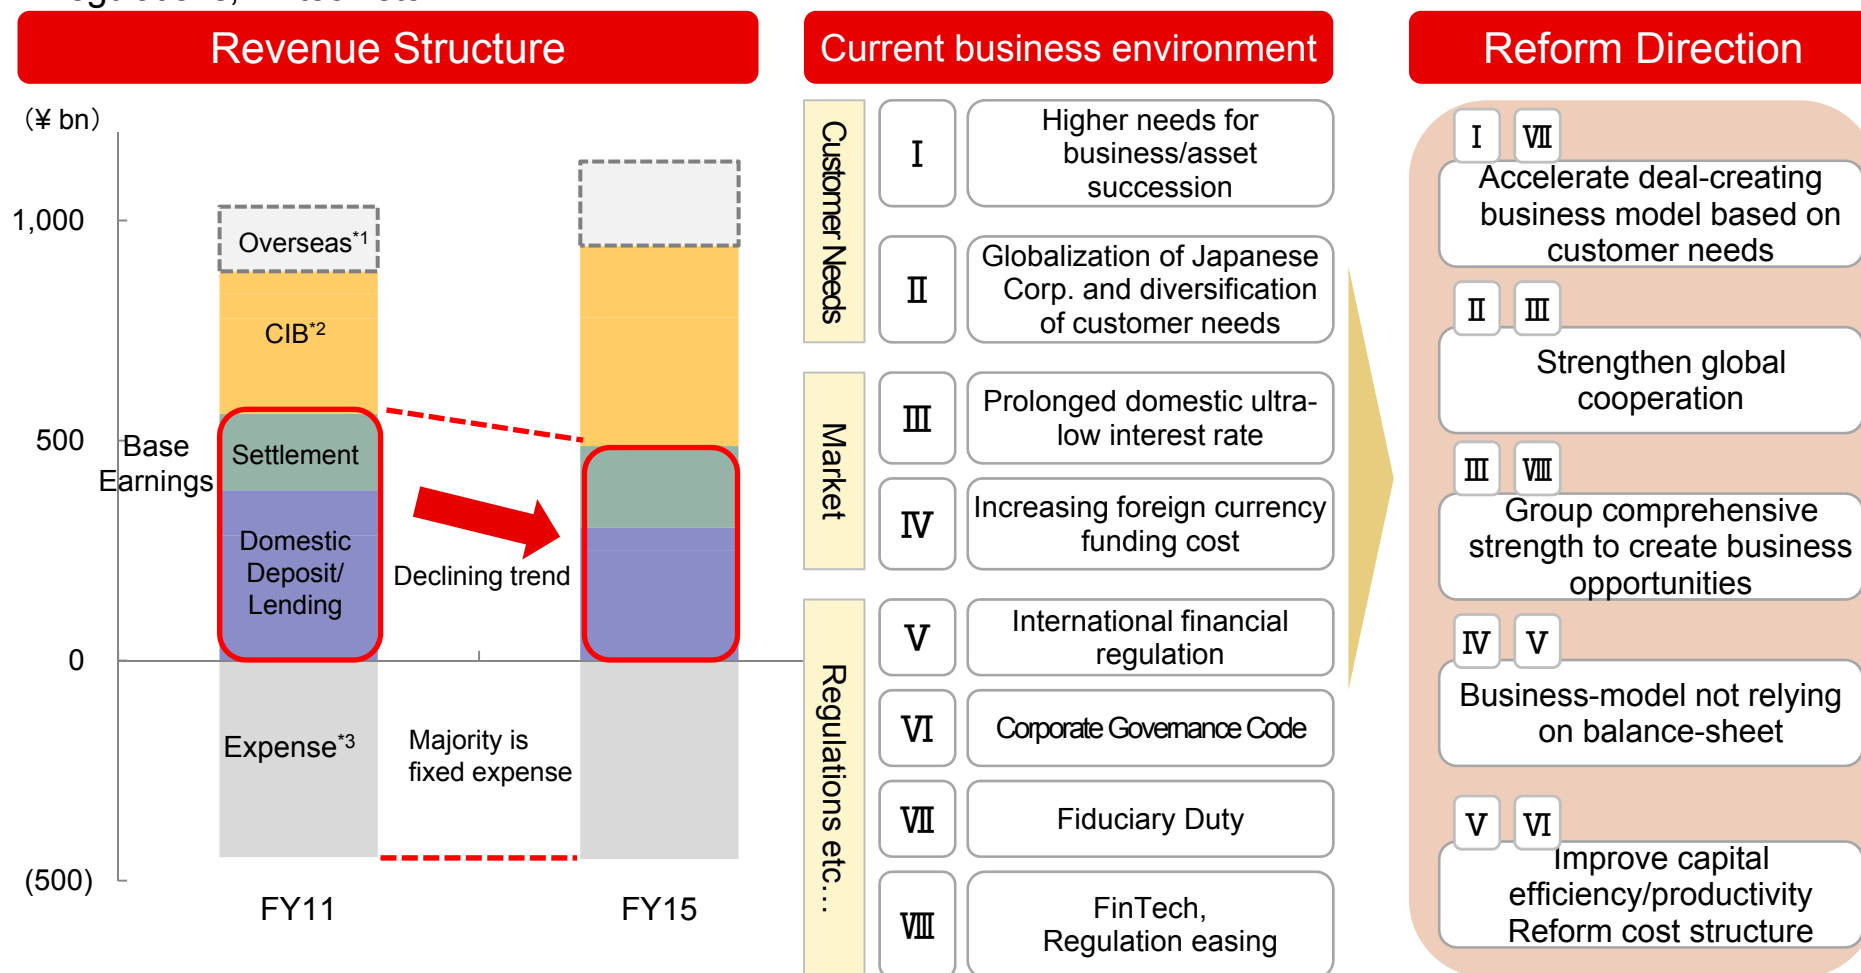 Revenue Structure
(¥ bn)
1,000
500
0
(500)
Overseas*1
CIB*2
Base
Earnings
Settlement
Domestic
Deposit/
Lending
Declining trend
Expense*3
Majority is
fixed expense
FY11
FY15
Current business environment
Customer Needs
Ⅰ
Higher needs for
business/asset
succession
Ⅱ
Globalization of Japanese
Corp. and diversification
of customer needs
Market
Ⅲ
Prolonged domestic ultra-
low interest rate
Ⅳ
Increasing foreign currency
funding cost
Regulations etc…
Ⅴ
International financial
regulation
Ⅵ
Corporate Governance Code
Ⅶ
Fiduciary Duty
Ⅷ
FinTech,
Regulation easing
Reform Direction
Ⅰ Ⅶ
Accelerate deal-creating
business model based on
customer needs
Ⅱ Ⅲ
Strengthen global
cooperation
Ⅲ Ⅷ
Group comprehensive
strength to create business
opportunities
Ⅳ Ⅴ
Business-model not relying
on balance-sheet
Ⅴ Ⅵ
Improve capital
efficiency/productivity
Reform cost structure